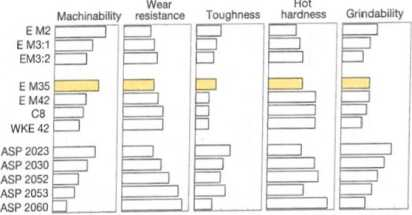 Machinability
Wear
resistance
Toughness
Hot
hardness
Grindability
E M2
E M3:1
EM3:2
E M35
E M42
C8
WKE 42
ASP 2023
ASP 2030
ASP 2052
ASP 2053
ASP 2060